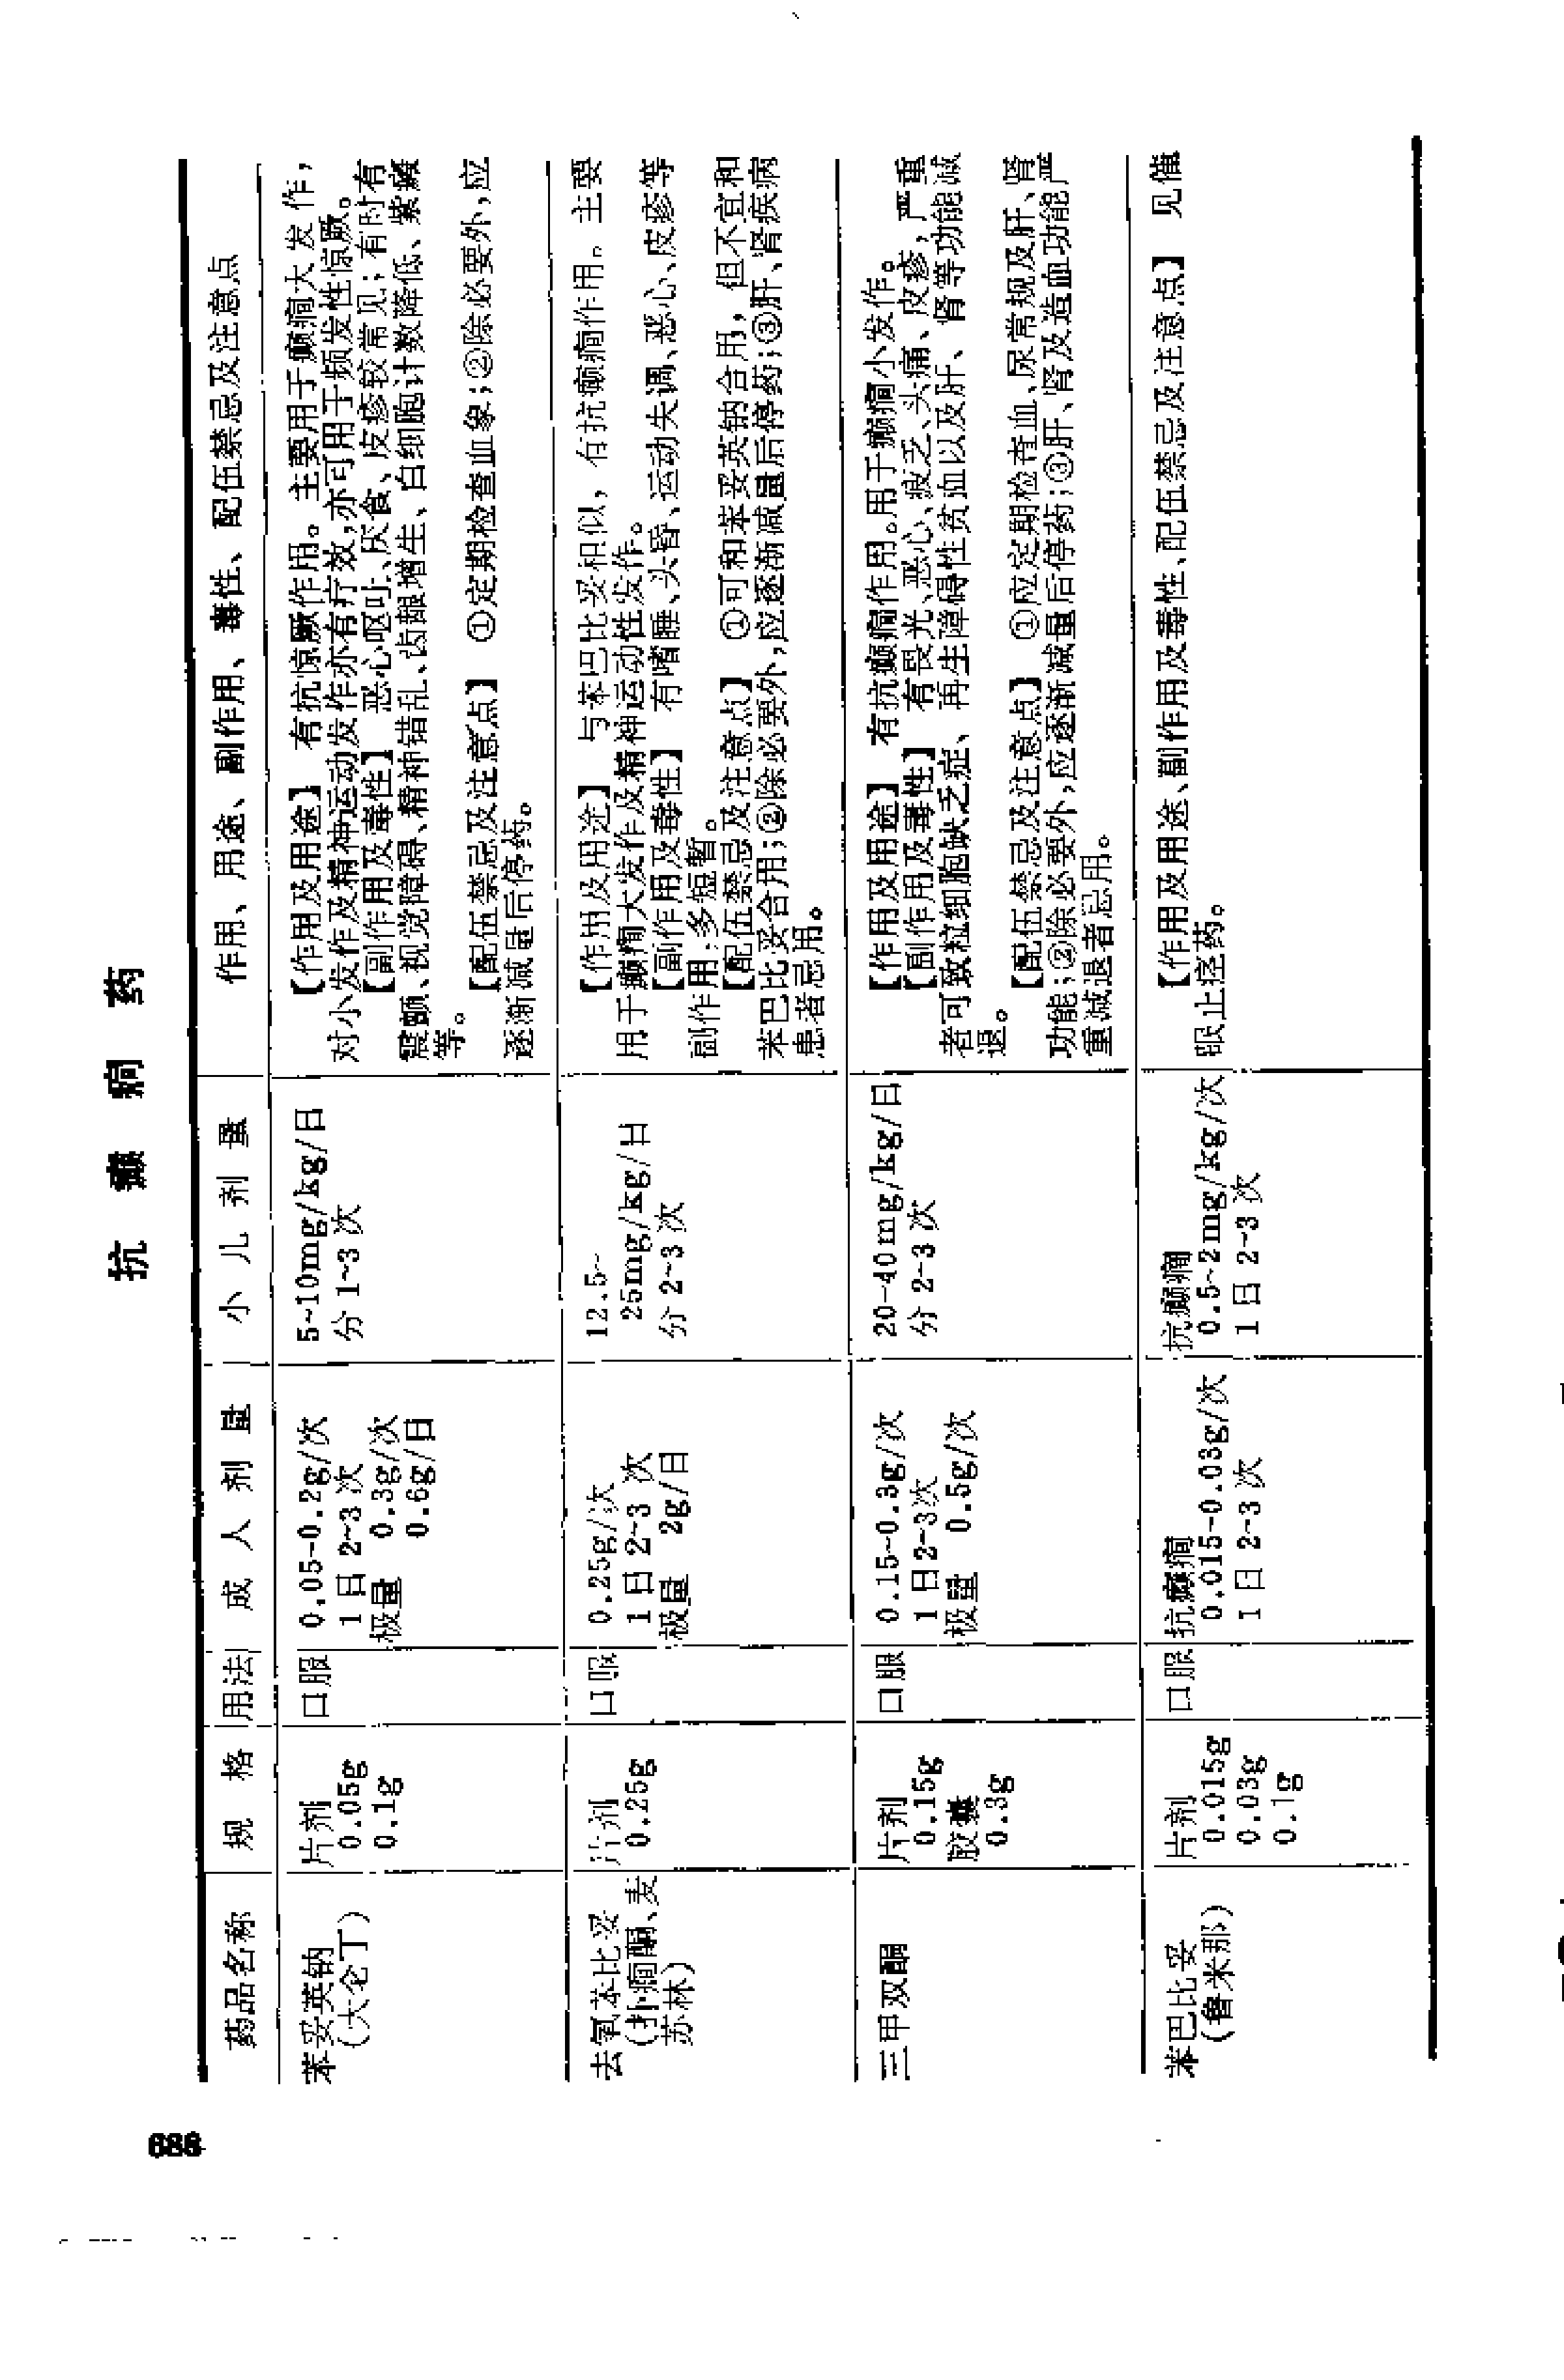 抗癫痫药
药品名称 规格 用法 成人剂量 小儿剂量 作用、用途、副作用、毒性、配伍禁忌及注意点
苯妥英钠
(大仑丁)
片剂
0.05g
0.1g
口服
0.05~0.2g/次
1日2~3次
极量 0.3g/次
0.6g/日
5~10mg/kg/日
分1~3次
【作用及用途】 有抗惊厥作用。主要用于癫痫大发作,
对小发作及精神运动发作亦有疗效,亦可用于频发性惊厥。
【副作用及毒性】 恶心呕吐、厌食、皮疹较常见;有时有
震颤、视觉障碍、精神错乱、齿龈增生、白细胞计数降低、紫癜
等。
【配伍禁忌及注意点】 ①定期检查血象;②除必要外,应
逐渐减量后停药。
去氧苯比妥
(扑痫酮、麦
苏林)
片剂
0.25g
口服
0.25g/次
1日2~3次
极量 2g/日
12.5~
25mg/kg/日
分2~3次
【作用及用途】 与苯巴比妥相似,有抗癫痫作用。主要
用于癫痫大发作及精神运动性发作。
【副作用及毒性】 有嗜睡、头昏、运动失调、恶心、皮疹等
副作用,多短暂。
【配伍禁忌及注意点】 ①可和苯妥英钠合用,但不宜和
苯巴比妥合用;②除必要外,应逐渐减量后停药;③肝、肾疾病
患者忌用。
三甲双酮
片剂
0.15g
胶囊
0.3g
口服
0.15~0.3g/次
1日2~3次
极量 0.5g/次
20~40mg/kg/日
分2~3次
【作用及用途】 有抗癫痫作用。用于癫痫小发作。
【副作用及毒性】 有畏光、恶心、疲乏、头痛、皮疹,严重
者可致粒细胞缺乏症、再生障碍性贫血以及肝、肾等功能减
退。
【配伍禁忌及注意点】 ①应定期检查血、尿常规及肝、肾
功能;②除必要外,应逐渐减量后停药;③肝、肾及造血功能严
重减退者忌用。
苯巴比妥
(鲁米那)
片剂
0.015g
0.03g
0.1g
口服
抗癫痫
0.015~0.03g/次
1日2~3次
抗癫痫
0.5~2mg/kg/次
1日2~3次
【作用及用途、副作用及毒性、配伍禁忌及注意点】 见催
眠止痉药。